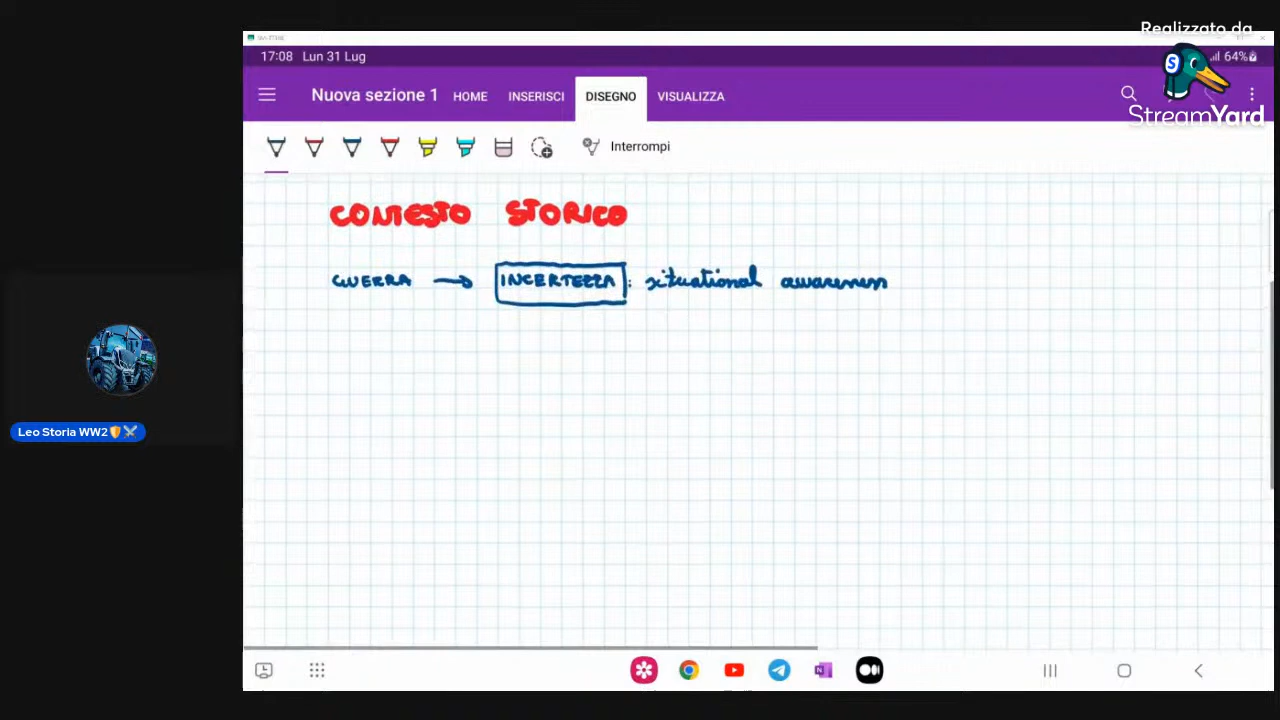 Realizzato da
StreamYard
17:08 Lun 31 Lug
64%
Nuova sezione 1 HOME INSERISCI DISEGNO VISUALIZZA
Interrompi
CONTESTO STORICO
GUERRA → INCERTEZZA: situational awareness
Leo Storia WW2